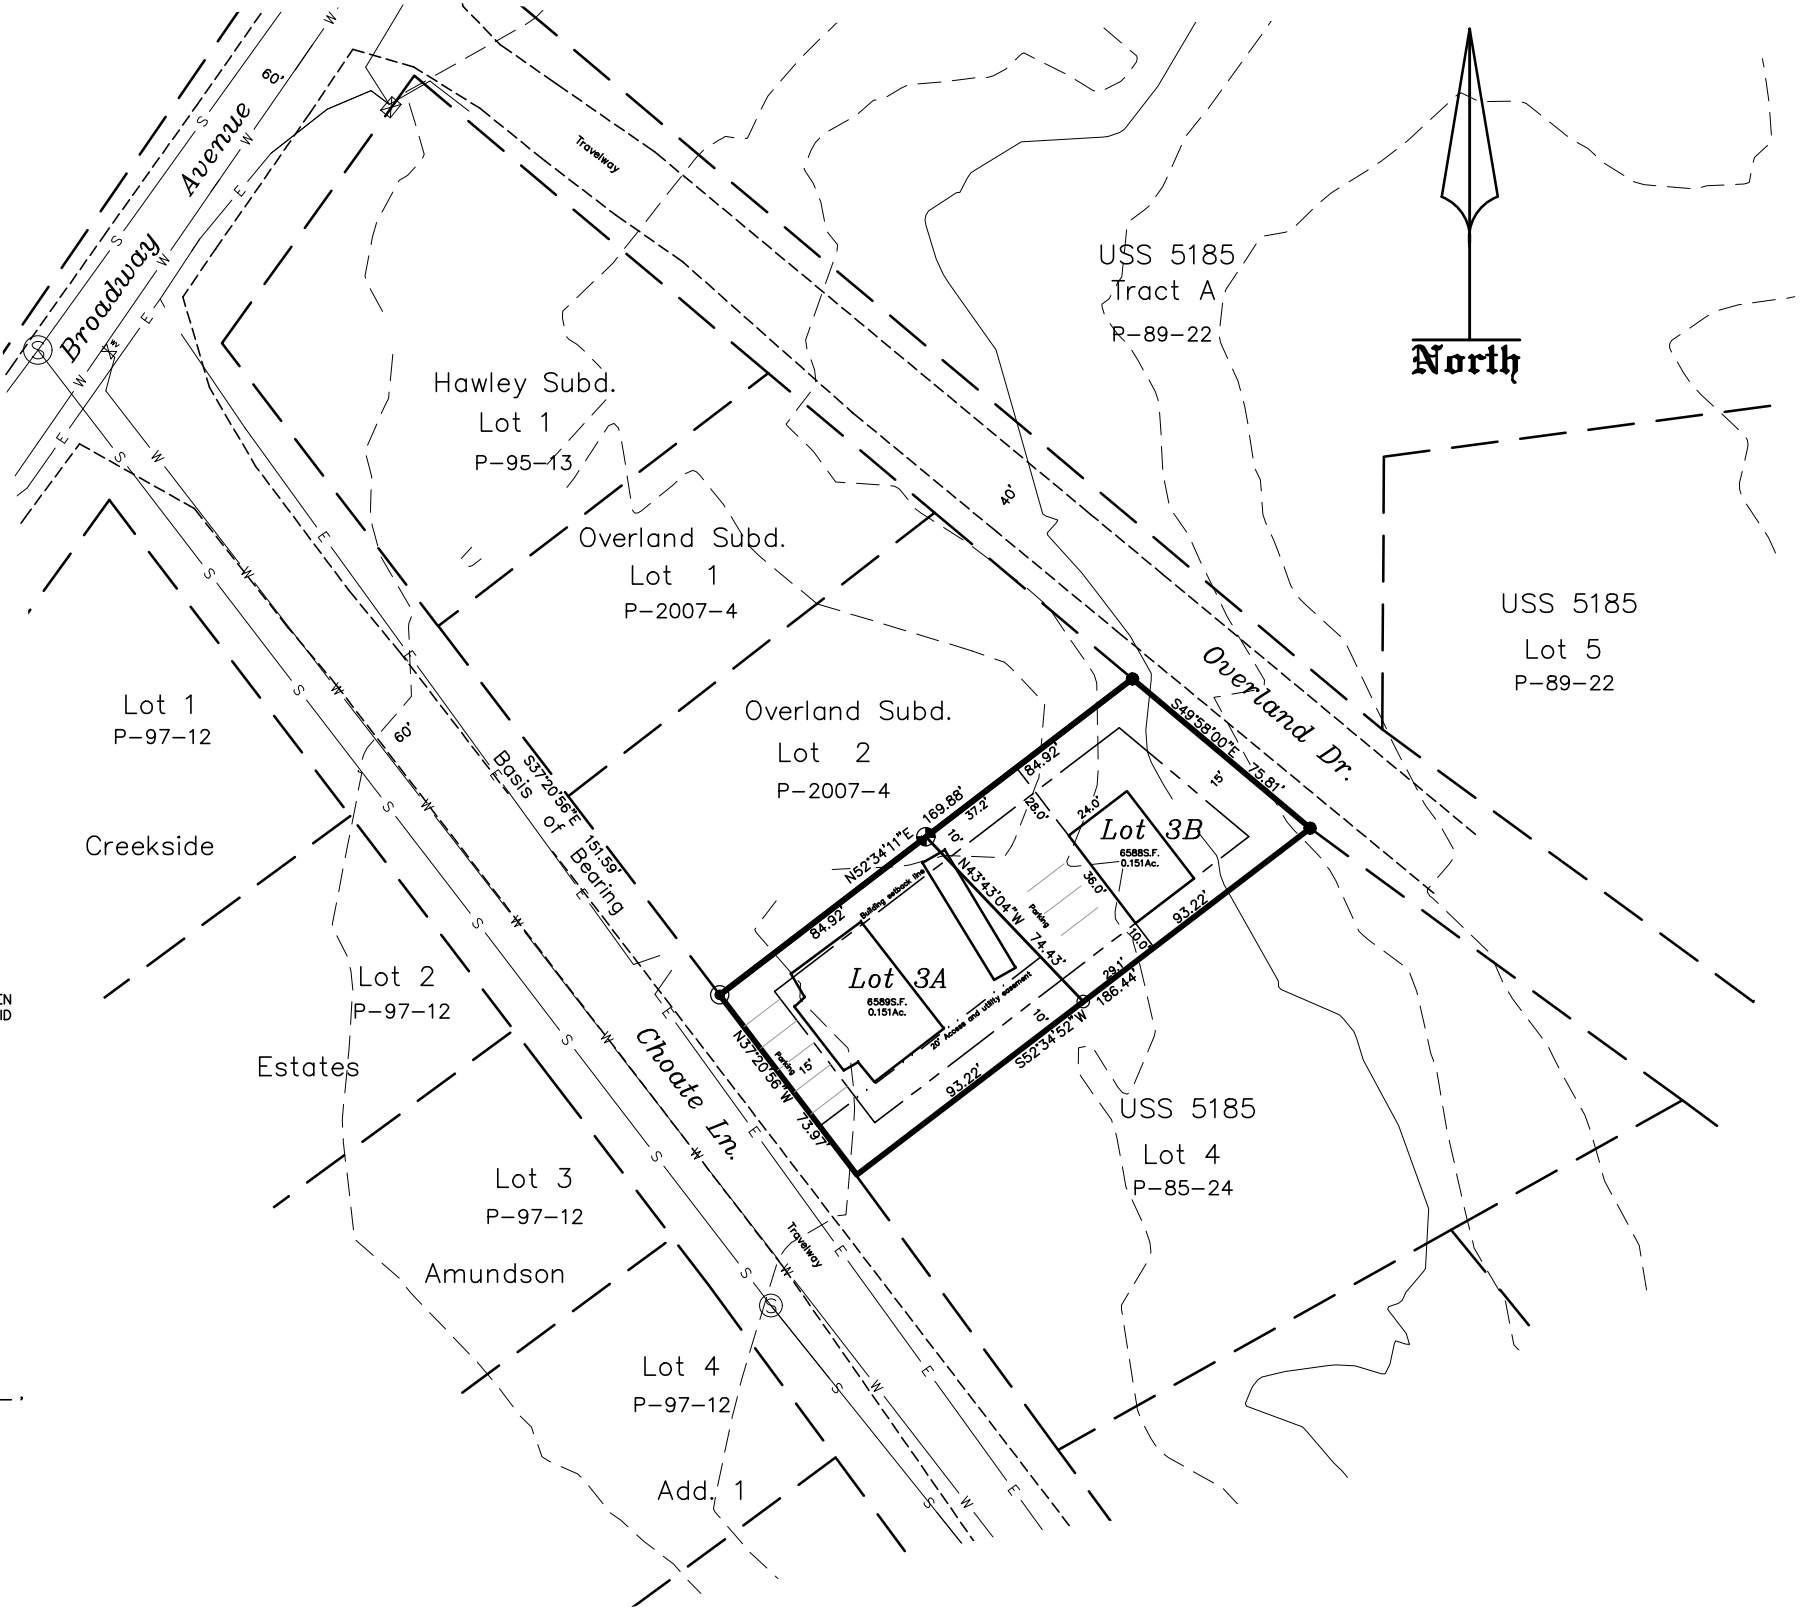 60'
Broadway Avenue
Travelway
USS 5185
Tract A
P-89-22
North
Hawley Subd.
Lot 1
P-95-13
40'
Overland Subd.
Lot 1
P-2007-4
USS 5185
Lot 5
P-89-22
Overland Dr.
Lot 1
P-97-12
60'
Overland Subd.
Lot 2
P-2007-4
S37°20'56"E 151.59'
Basis of Bearing
S49°58'00"E 75.81'
15'
84.92'
N52°34'11"E 169.88'
84.92'
37.2'
28.0'
24.0'
10'
Lot 3B
6588S.F.
0.151Ac.
36.0'
Parking
10.0'
93.22'
29.1'
N43°43'04"W 74.43'
Building setback line
Creekside
Lot 3A
6589S.F.
0.151Ac.
20' Access and utility easement
10'
S52°34'52"W 186.44'
93.22'
Parking
15'
N37°20'56"W 73.97'
EN
ID
Lot 2
P-97-12
Estates
Choate Ln.
USS 5185
Lot 4
P-85-24
Lot 3
P-97-12
Travelway
Amundson
S
Lot 4
P-97-12
Add. 1
S
W
E